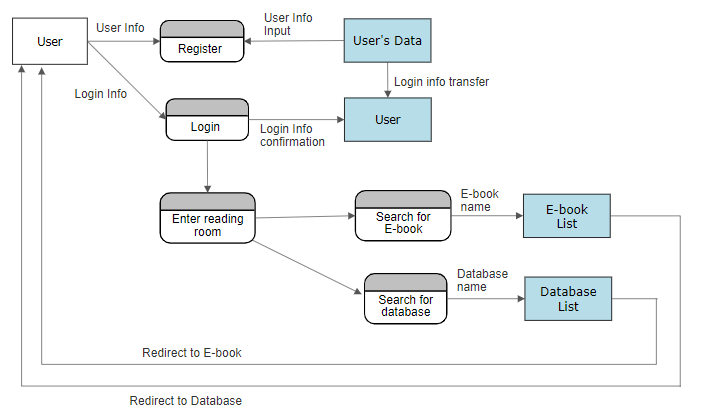 User
User Info
Register
User Info
Input
User's Data
Login info transfer
Login Info
Login
Login Info
confirmation
User
Enter reading
room
Search for
E-book
E-book
name
E-book
List
Search for
database
Database
name
Database
List
Redirect to E-book
Redirect to Database